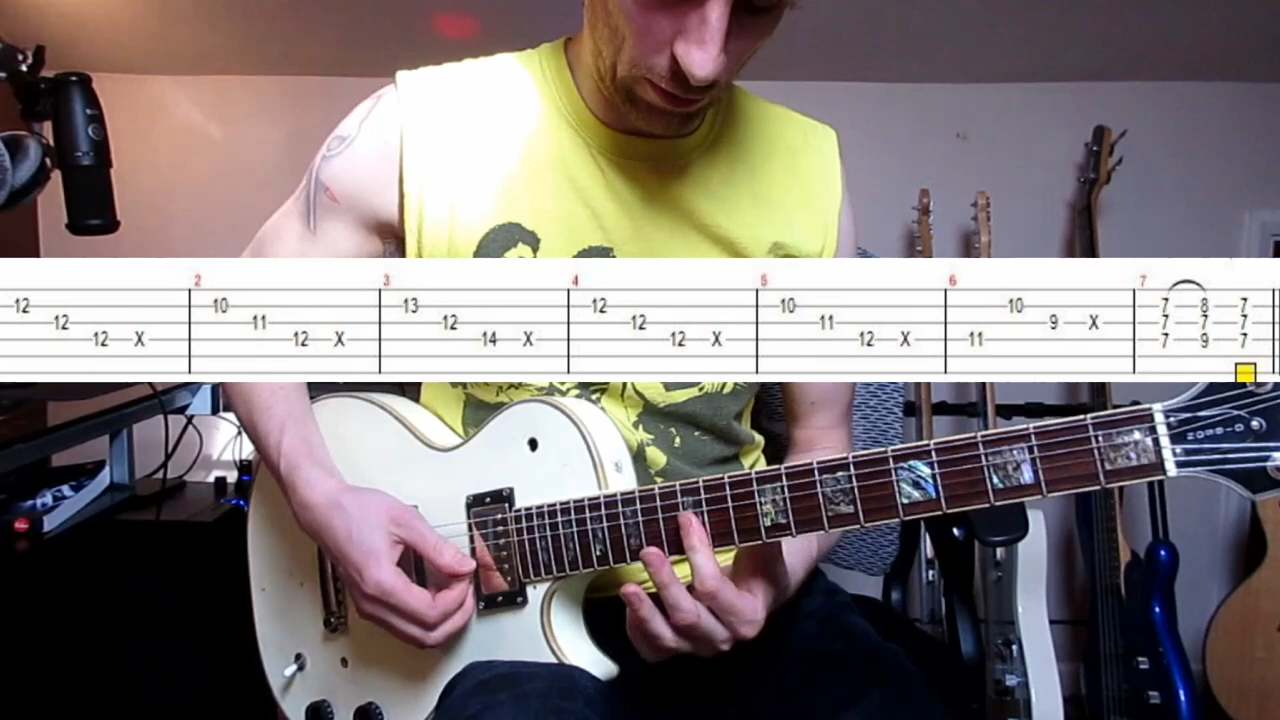 2 3 4 5 6 7
12 10 13 12 10 10 7 8 7
12 11 12 12 11 9 X 7 7 7
12 X 12 X 14 X 12 X 12 X 11 7 9 7
GIBSON